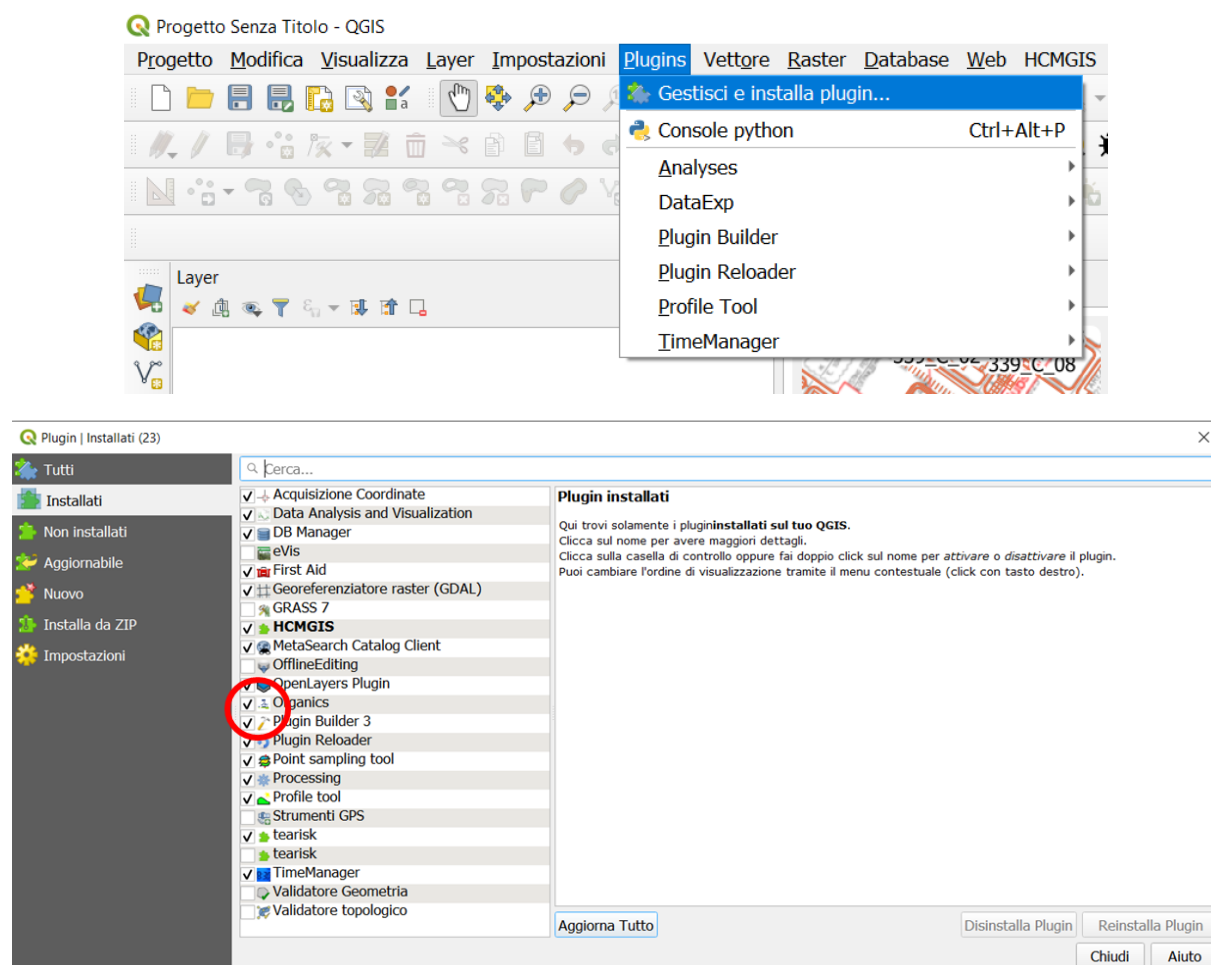 Progetto Senza Titolo - QGIS
Progetto Modifica Visualizza Layer Impostazioni Plugins Vettore Raster Database Web HCMGIS
Gestisci e installa plugin...
Console python Ctrl+Alt+P
Analyses
DataExp
Plugin Builder
Plugin Reloader
Profile Tool
TimeManager
Layer
339_C_08
Plugin | Installati (23)
Tutti
Installati
Non installati
Aggiornabile
Nuovo
Installa da ZIP
Impostazioni
Cerca...
Acquisizione Coordinate
Data Analysis and Visualization
DB Manager
eVis
First Aid
Georeferenziatore raster (GDAL)
GRASS 7
HCMGIS
MetaSearch Catalog Client
OfflineEditing
OpenLayers Plugin
Organics
Plugin Builder 3
Plugin Reloader
Point sampling tool
Processing
Profile tool
Strumenti GPS
tearisk
tearisk
TimeManager
Validatore Geometria
Validatore topologico
Plugin installati
Qui trovi solamente i plugininstallati sul tuo QGIS.
Clicca sul nome per avere maggiori dettagli.
Clicca sulla casella di controllo oppure fai doppio click sul nome per attivare o disattivare il plugin.
Puoi cambiare l'ordine di visualizzazione tramite il menu contestuale (click con tasto destro).
Aggiorna Tutto
Disinstalla Plugin
Reinstalla Plugin
Chiudi
Aiuto